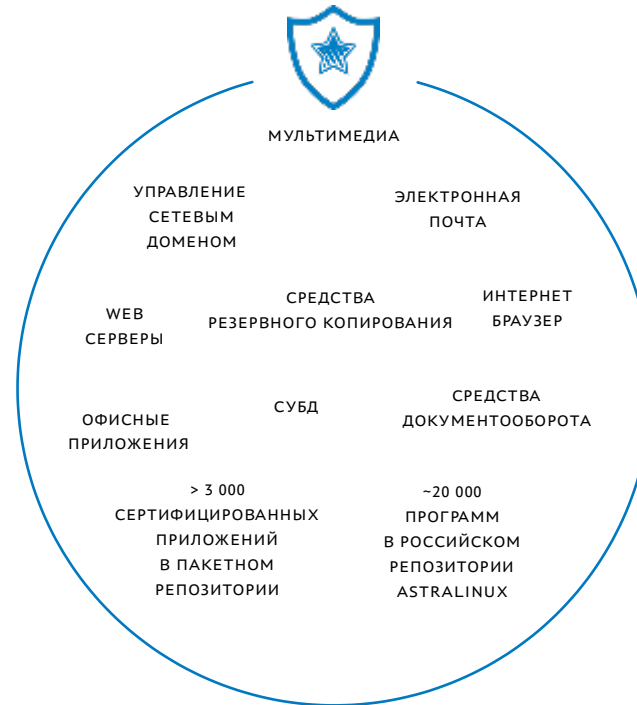 МУЛЬТИМЕДИА
УПРАВЛЕНИЕ
СЕТЕВЫМ
ДОМЕНОМ
ЭЛЕКТРОННАЯ
ПОЧТА
WEB
СЕРВЕРЫ
СРЕДСТВА
РЕЗЕРВНОГО КОПИРОВАНИЯ
ИНТЕРНЕТ
БРАУЗЕР
ОФИСНЫЕ
ПРИЛОЖЕНИЯ
СУБД
СРЕДСТВА
ДОКУМЕНТООБОРОТА
> 3 000
СЕРТИФИЦИРОВАННЫХ
ПРИЛОЖЕНИЙ
В ПАКЕТНОМ
РЕПОЗИТОРИИ
~20 000
ПРОГРАММ
В РОССИЙСКОМ
РЕПОЗИТОРИИ
ASTRALINUX